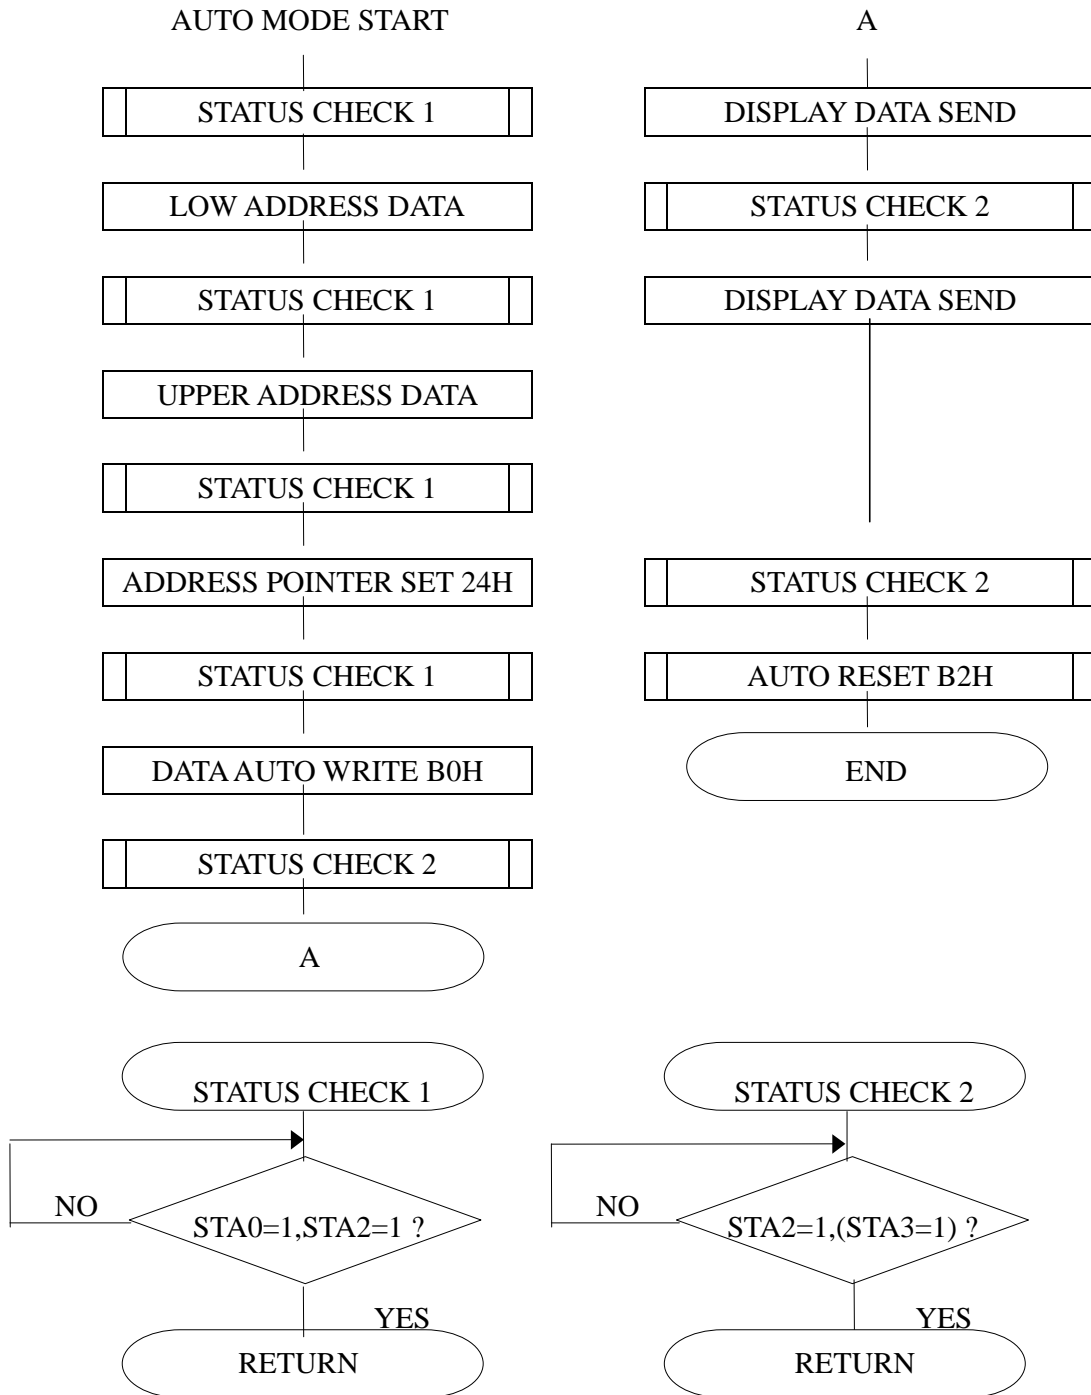 AUTO MODE START
STATUS CHECK 1
LOW ADDRESS DATA
STATUS CHECK 1
UPPER ADDRESS DATA
STATUS CHECK 1
ADDRESS POINTER SET 24H
STATUS CHECK 1
DATA AUTO WRITE B0H
STATUS CHECK 2
A
A
DISPLAY DATA SEND
STATUS CHECK 2
DISPLAY DATA SEND
STATUS CHECK 2
AUTO RESET B2H
END
STATUS CHECK 1
NO
STA0=1,STA2=1 ?
YES
RETURN
STATUS CHECK 2
NO
STA2=1,(STA3=1) ?
YES
RETURN